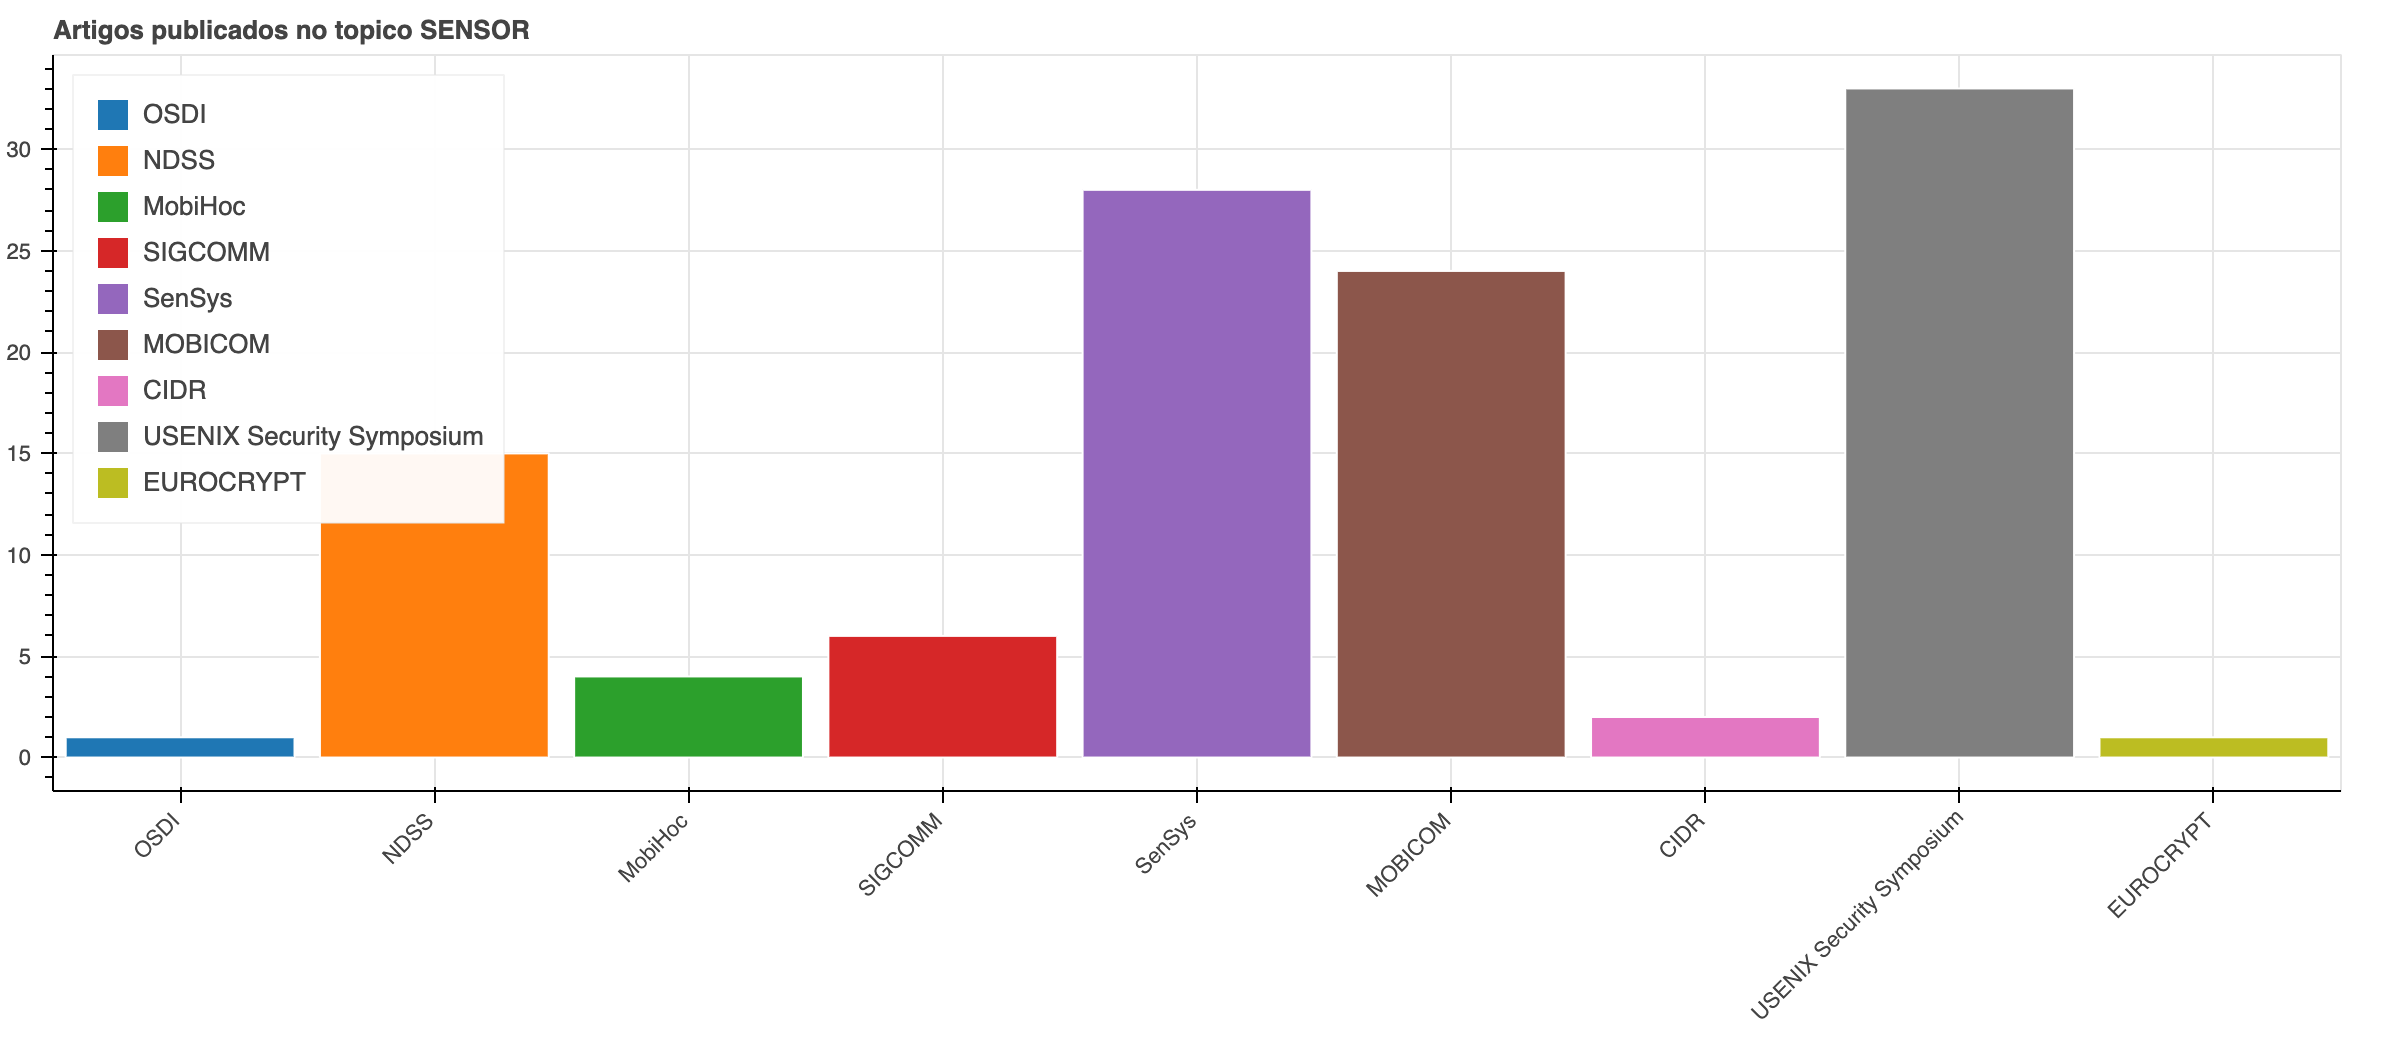 Artigos publicados no topico SENSOR
OSDI
NDSS
MobiHoc
SIGCOMM
SenSys
MOBICOM
CIDR
USENIX Security Symposium
EUROCRYPT
30
25
20
15
10
5
0
OSDI
NDSS
MobiHoc
SIGCOMM
SenSys
MOBICOM
CIDR
USENIX Security Symposium
EUROCRYPT